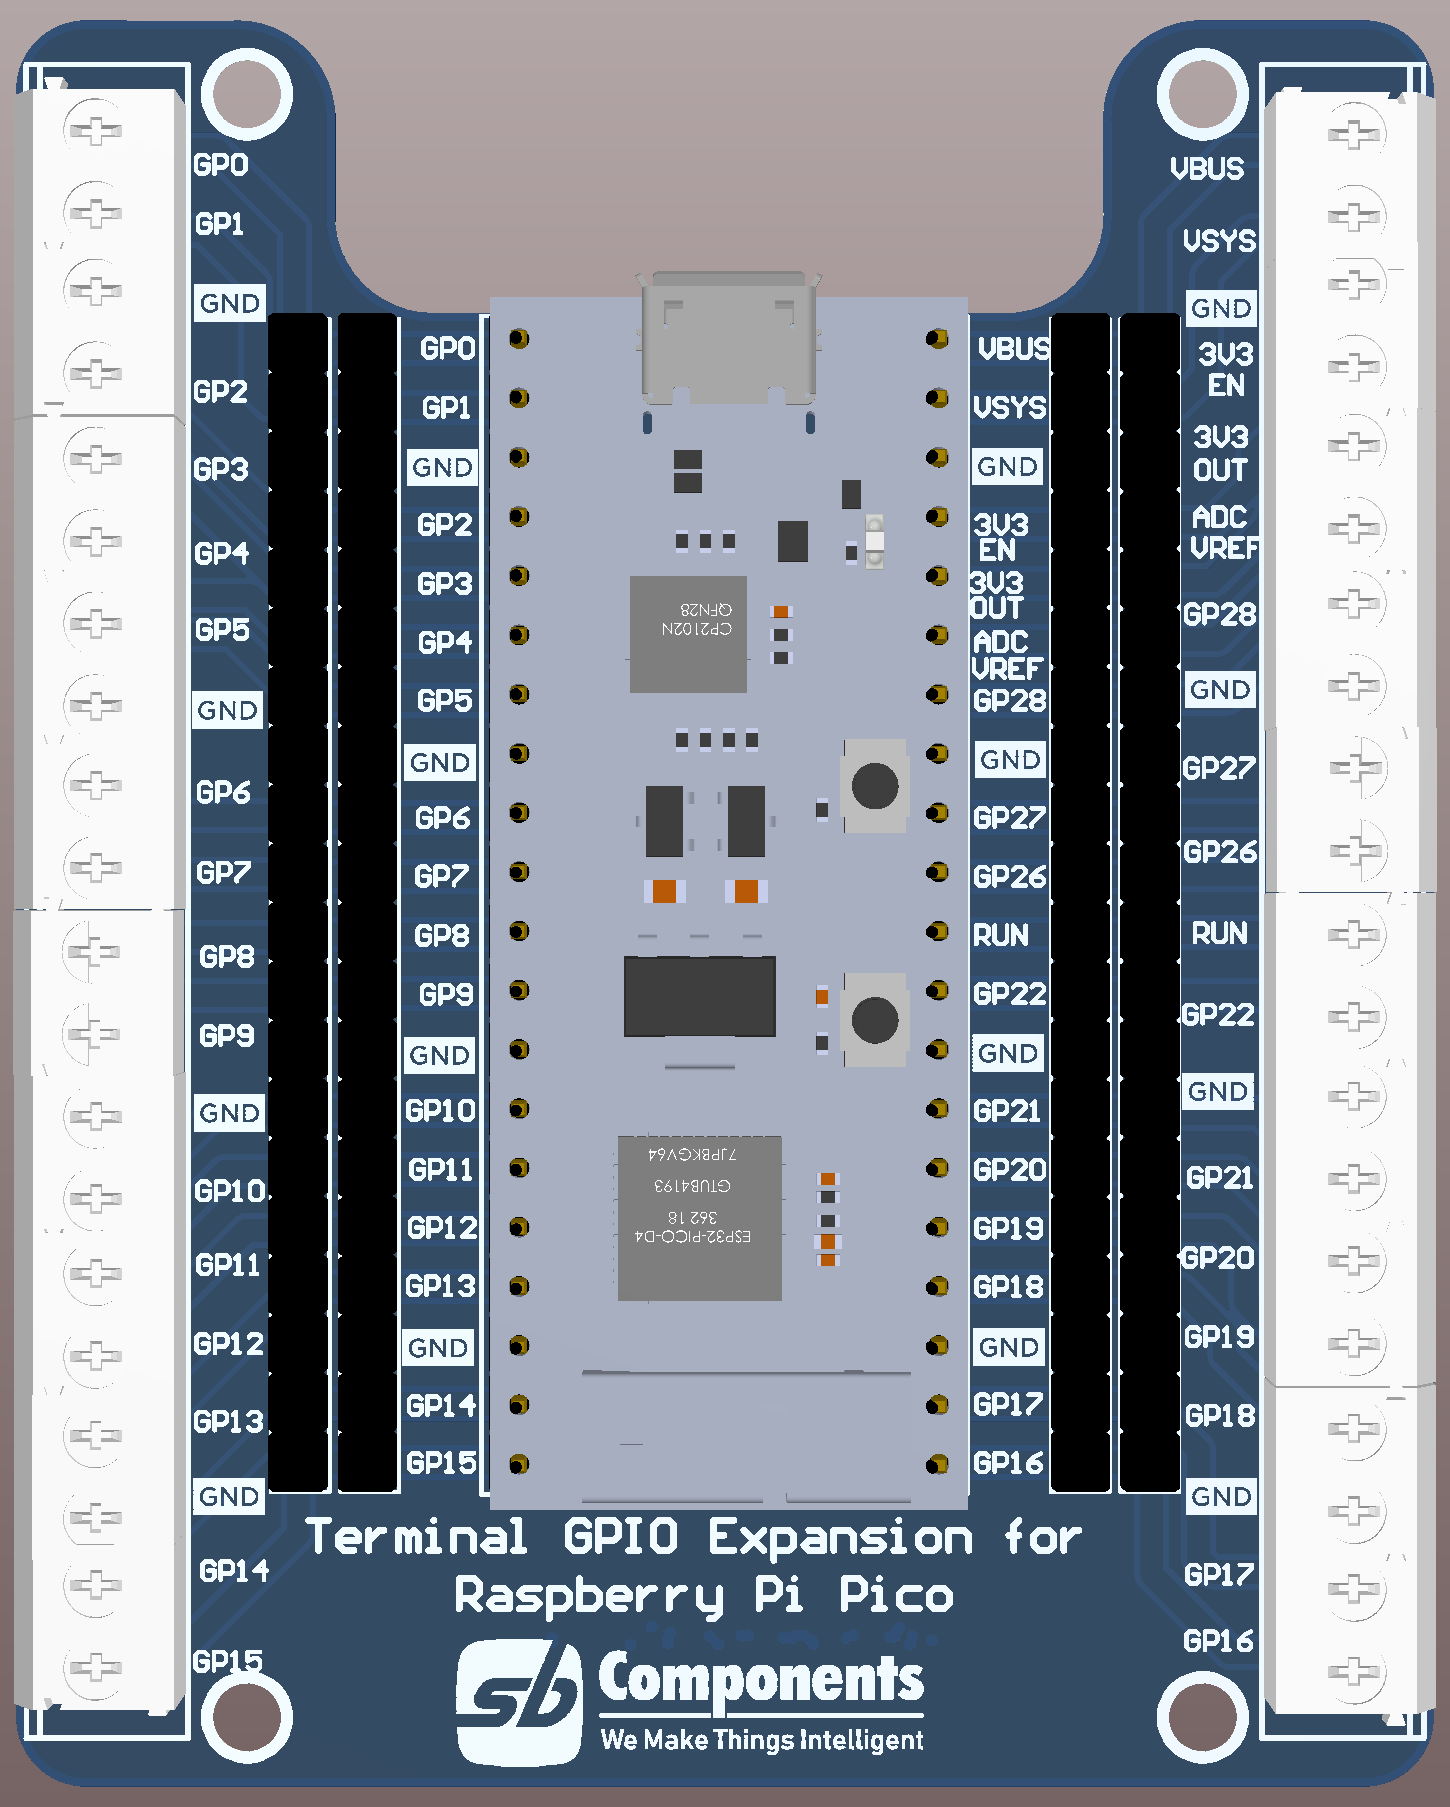 GP0
GP1
GND
GP2
GP3
GP4
GP5
GND
GP6
GP7
GP8
GP9
GND
GP10
GP11
GP12
GP13
GND
GP14
GP15
GP0
GP1
GND
GP2
GP3
GP4
GP5
GND
GP6
GP7
GP8
GP9
GND
GP10
GP11
GP12
GP13
GND
GP14
GP15
CP2102N
QFN28
ESP32-PICO-D4
362 18
GTUB4193
7JPBKGV64
VBUS
VSYS
GND
3V3
EN
3V3
OUT
ADC
VREF
GP28
GND
GP27
GP26
RUN
GP22
GND
GP21
GP20
GP19
GP18
GND
GP17
GP16
VBUS
VSYS
GND
3V3
EN
3V3
OUT
ADC
VREF
GP28
GND
GP27
GP26
RUN
GP22
GND
GP21
GP20
GP19
GP18
GND
GP17
GP16
Terminal GPIO Expansion for
Raspberry Pi Pico
sb Components
We Make Things Intelligent